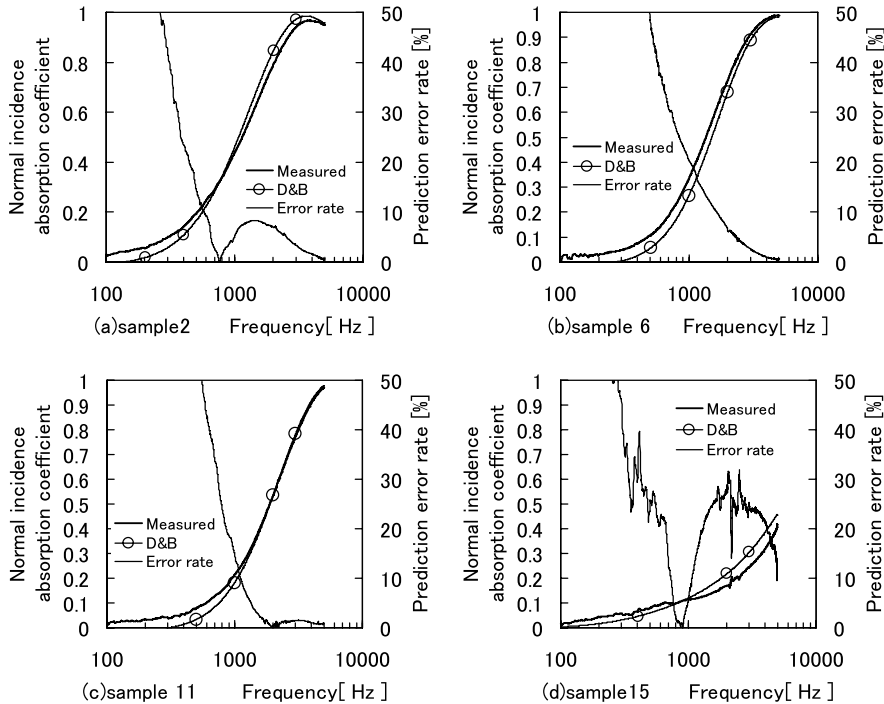 Normal incidence
absorption coefficient
1
0.8
0.6
0.4
0.2
0
50
40
30
20
10
0
Prediction error rate [%]
Measured
D&B
Error rate
100 1000 10000
(a)sample2 Frequency[ Hz ]
Normal incidence
absorption coefficient
1
0.9
0.8
0.7
0.6
0.5
0.4
0.3
0.2
0.1
0
50
40
30
20
10
0
Prediction error rate [%]
Measured
D&B
Error rate
100 1000 10000
(b)sample 6 Frequency[ Hz ]
Normal incidence
absorption coefficient
1
0.9
0.8
0.7
0.6
0.5
0.4
0.3
0.2
0.1
0
50
40
30
20
10
0
Prediction error rate [%]
Measured
D&B
Error rate
100 1000 10000
(c)sample 11 Frequency[ Hz ]
Normal incidence
absorption coefficient
1
0.9
0.8
0.7
0.6
0.5
0.4
0.3
0.2
0.1
0
50
40
30
20
10
0
Prediction error rate [%]
Measured
D&B
Error rate
100 1000 10000
(d)sample15 Frequency[ Hz ]